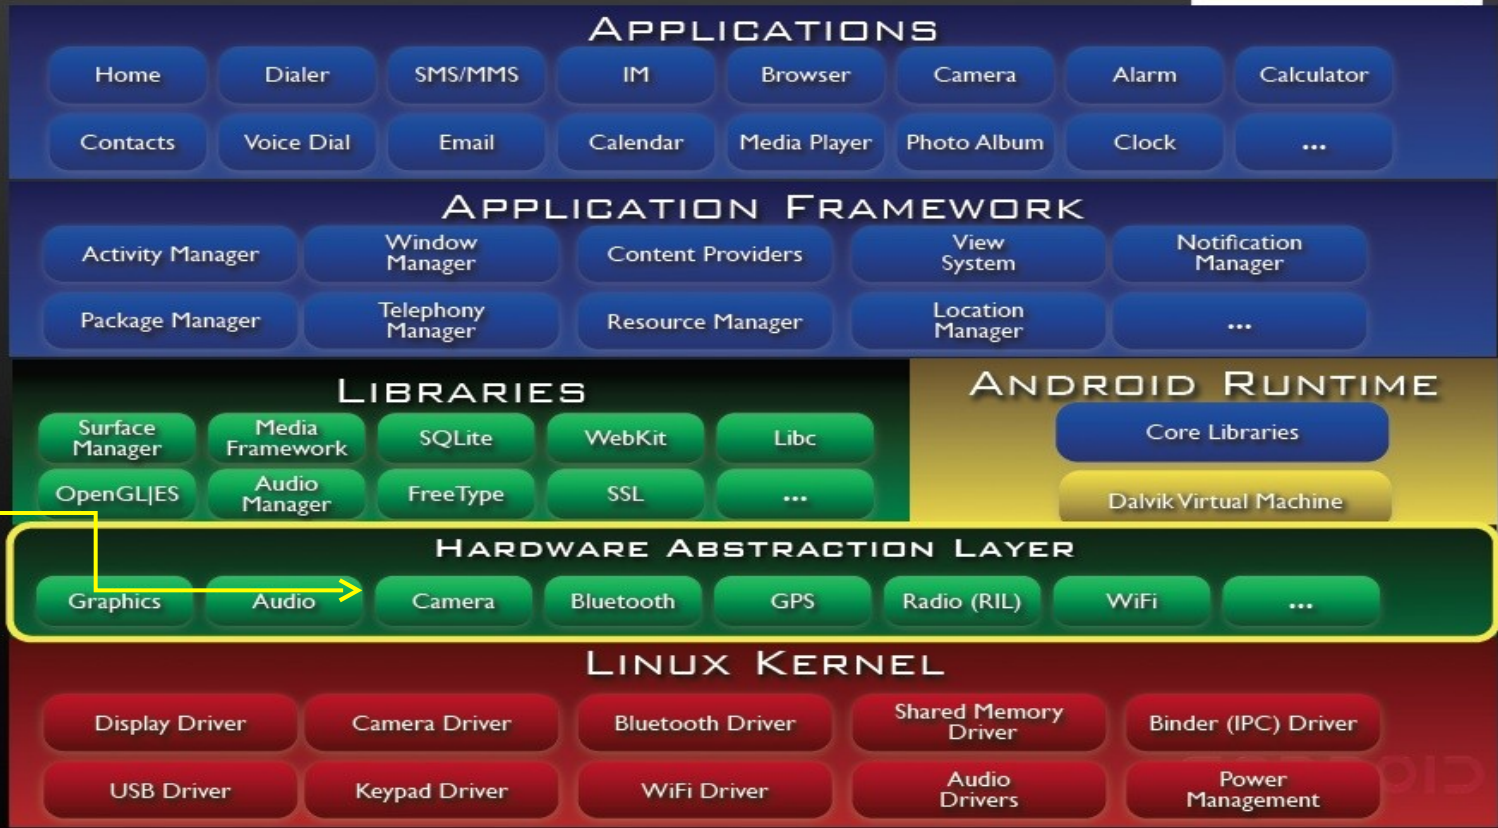 APPLICATIONS
Home Dialer SMS/MMS IM Browser Camera Alarm Calculator
Contacts Voice Dial Email Calendar Media Player Photo Album Clock ...
APPLICATION FRAMEWORK
Activity Manager Window Manager Content Providers View System Notification Manager
Package Manager Telephony Manager Resource Manager Location Manager ...
LIBRARIES
Surface Manager Media Framework SQLite WebKit Libc
OpenGL|ES Audio Manager FreeType SSL ...
ANDROID RUNTIME
Core Libraries
Dalvik Virtual Machine
HARDWARE ABSTRACTION LAYER
Graphics Audio Camera Bluetooth GPS Radio (RIL) WiFi ...
LINUX KERNEL
Display Driver Camera Driver Bluetooth Driver Shared Memory Driver Binder (IPC) Driver
USB Driver Keypad Driver WiFi Driver Audio Drivers Power Management